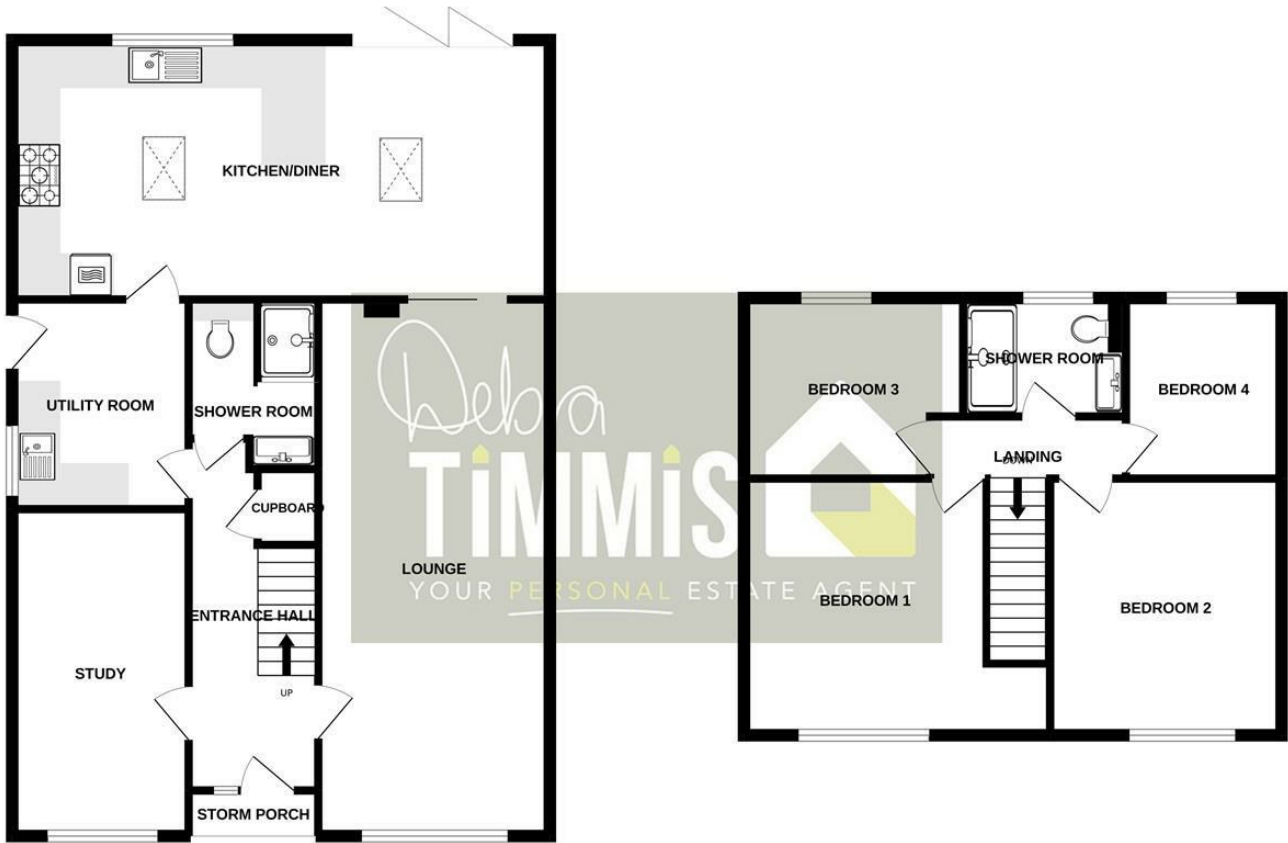 KITCHEN/DINER
UTILITY ROOM
SHOWER ROOM
CUPBOARD
ENTRANCE HALL
UP
STUDY
LOUNGE
STORM PORCH
Debra
TiMMiS
YOUR PERSONAL ESTATE AGENT
BEDROOM 3
SHOWER ROOM
BEDROOM 4
LANDING
DOWN
BEDROOM 1
BEDROOM 2